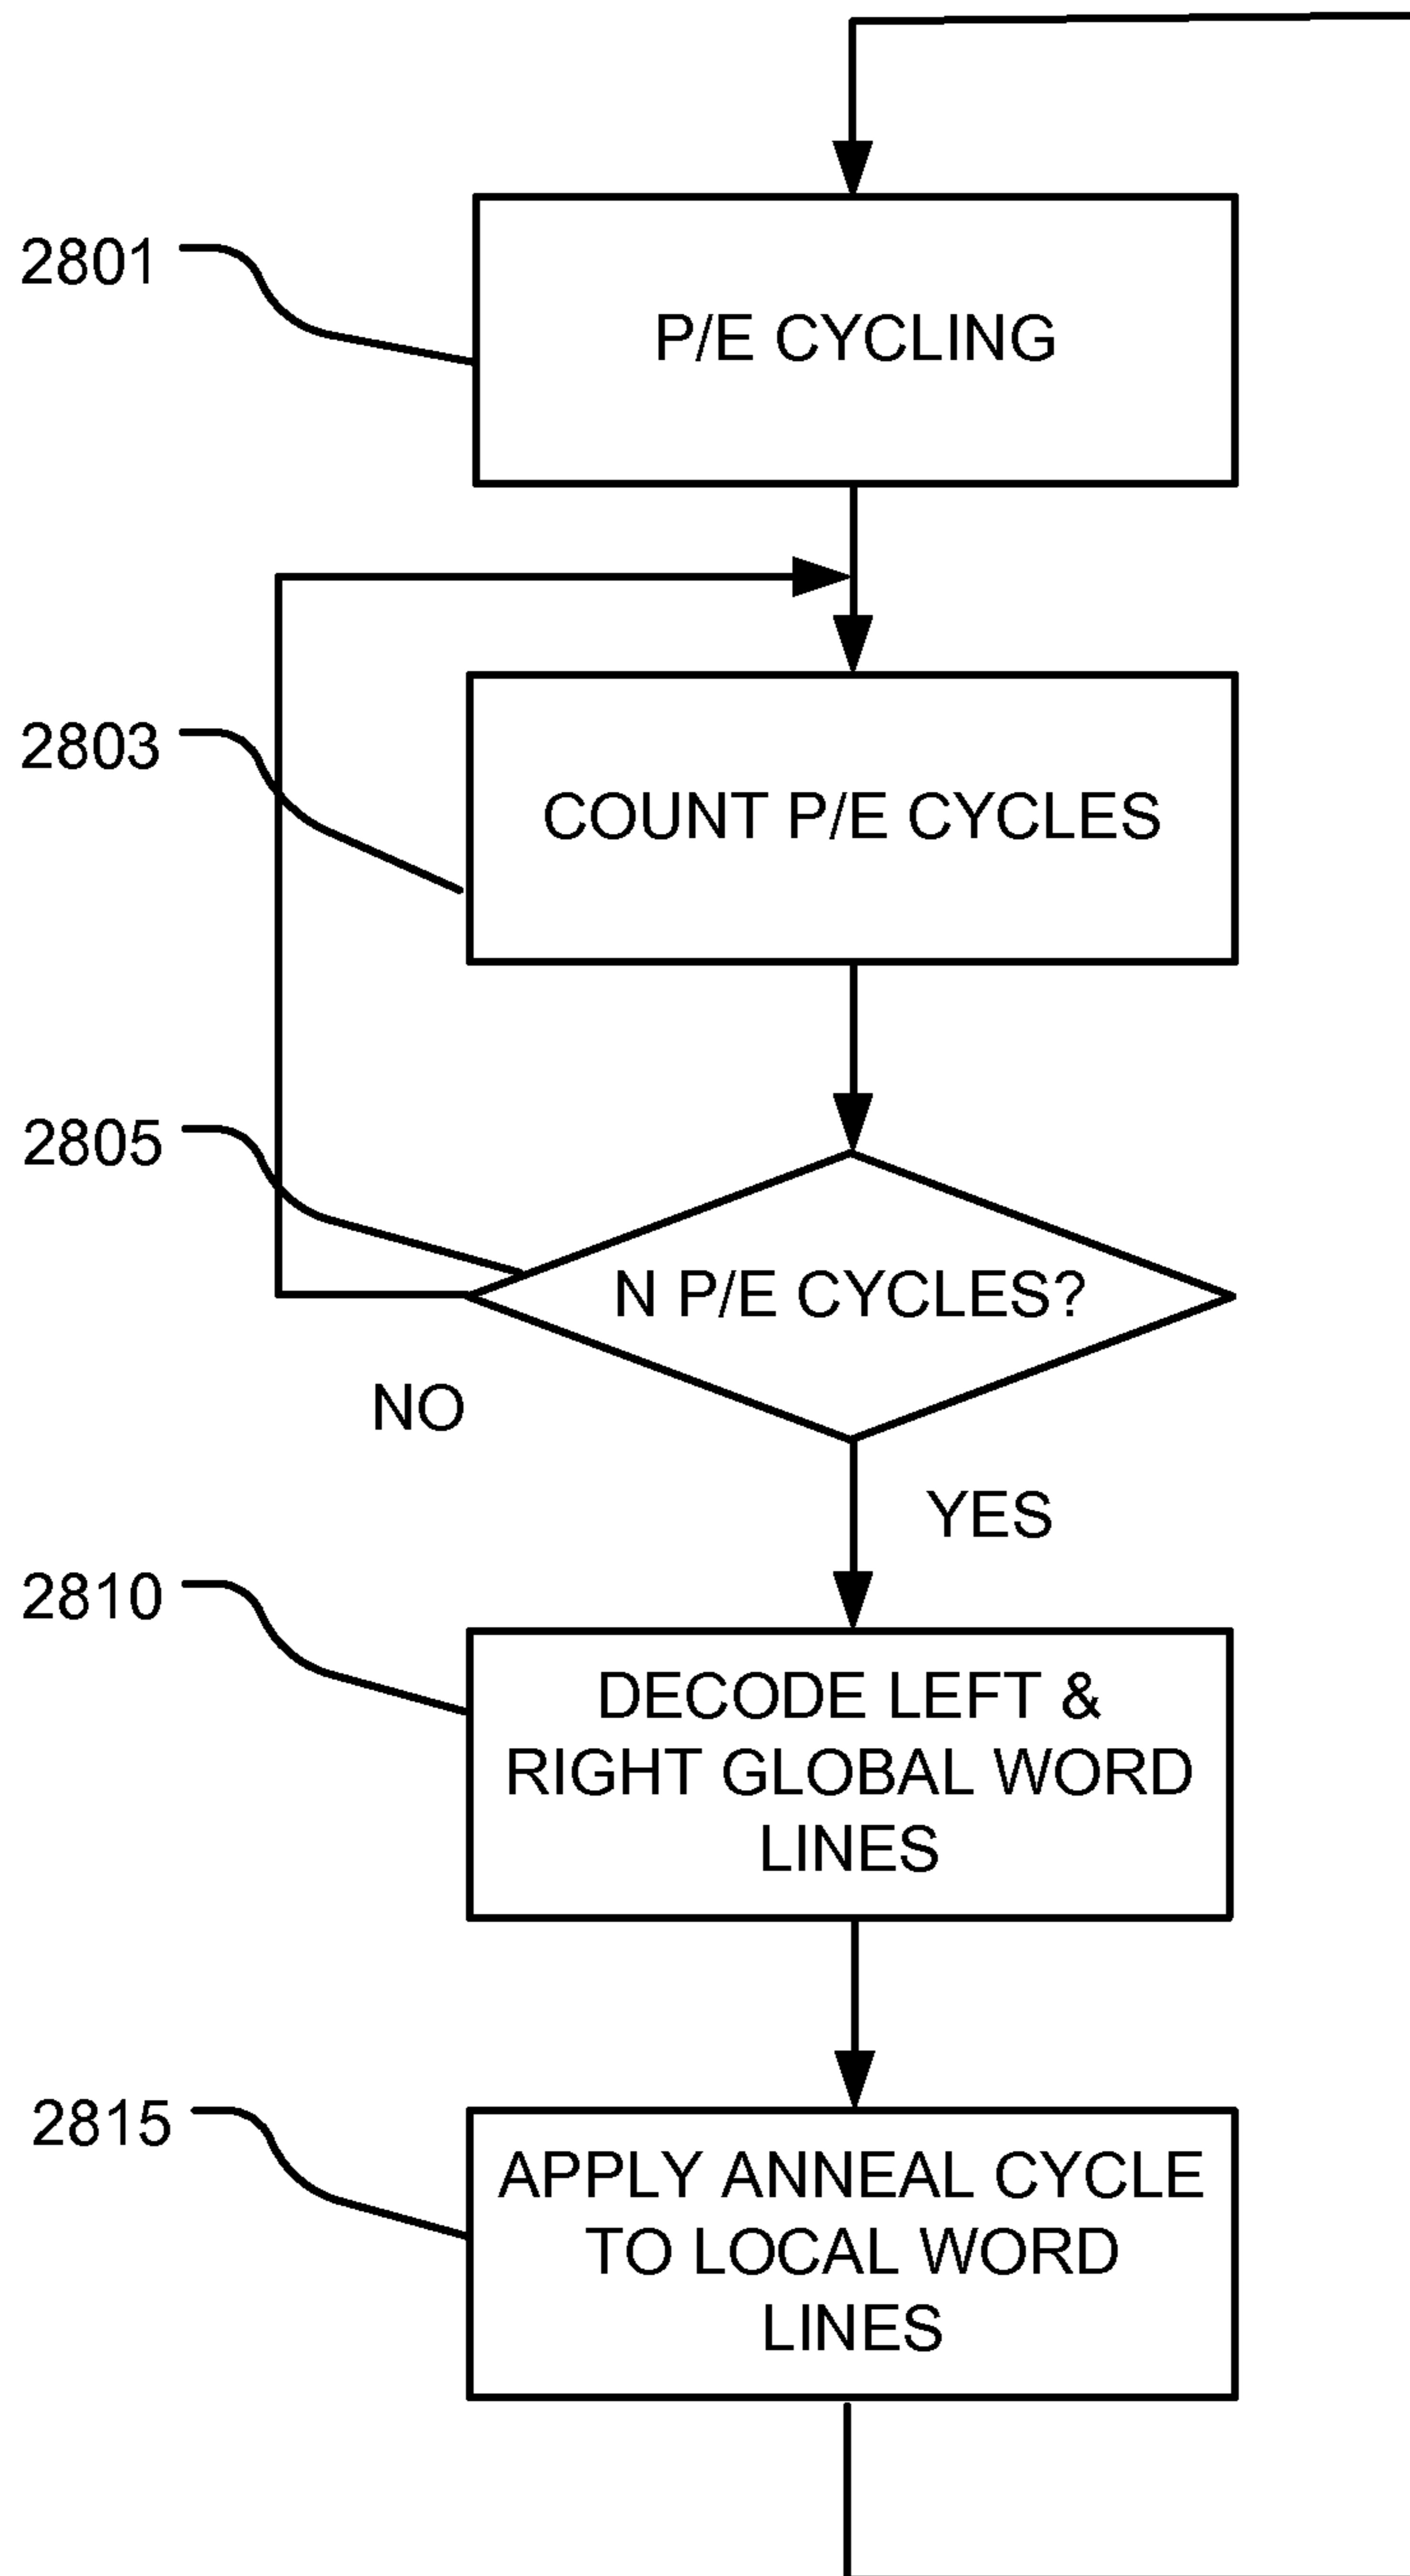 2801
P/E CYCLING
2803
COUNT P/E CYCLES
2805
N P/E CYCLES?
NO
YES
2810
DECODE LEFT &
RIGHT GLOBAL WORD
LINES
2815
APPLY ANNEAL CYCLE
TO LOCAL WORD
LINES